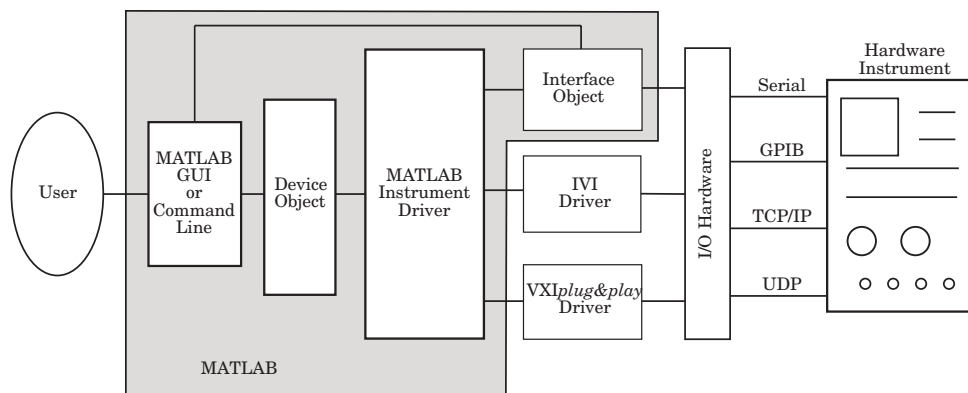 User
MATLAB
GUI
or
Command
Line
Device
Object
MATLAB
Instrument
Driver
Interface
Object
IVI
Driver
VXIplug&play
Driver
MATLAB
I/O Hardware
Serial
GPIB
TCP/IP
UDP
Hardware
Instrument